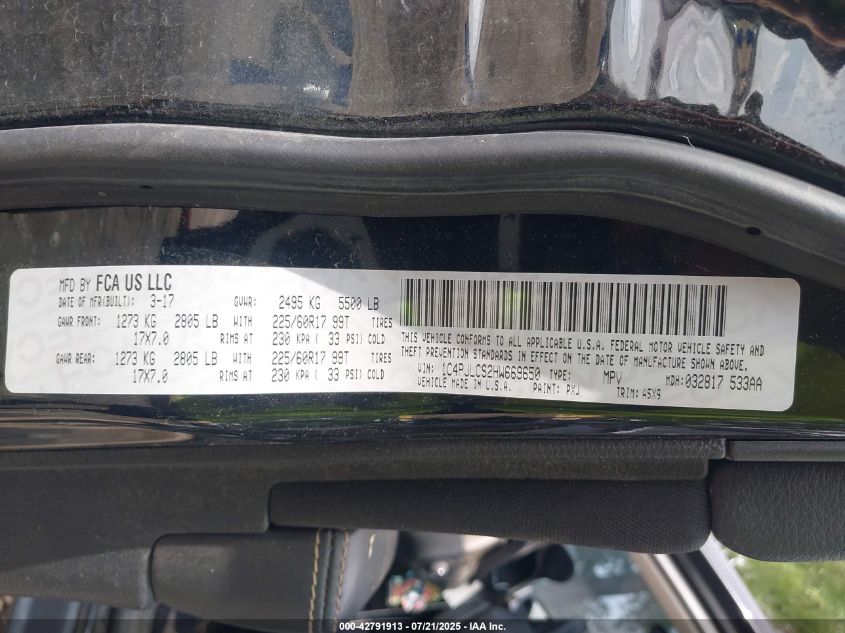 MFD BY FCA US LLC
DATE OF MFR(BUILT): 3-17 GVWR: 2495 KG 5500 LB
GAWR FRONT: 1273 KG 2805 LB WITH 225/60R17 99T TIRES
17X7.0 RIMS AT 230 KPA ( 33 PSI) COLD
GAWR REAR: 1273 KG 2805 LB WITH 225/60R17 99T TIRES
17X7.0 RIMS AT 230 KPA ( 33 PSI) COLD
THIS VEHICLE CONFORMS TO ALL APPLICABLE U.S.A. FEDERAL MOTOR VEHICLE SAFETY AND
THEFT PREVENTION STANDARDS IN EFFECT ON THE DATE OF MANUFACTURE SHOWN ABOVE.
VIN: 1C4PJLCS2HW669650 TYPE: MPV MDH: 032817 533AA
VEHICLE MADE IN U.S.A. PAINT: PXJ TRIM: A5X9
000-42791913 - 07/21/2025 - IAA Inc.